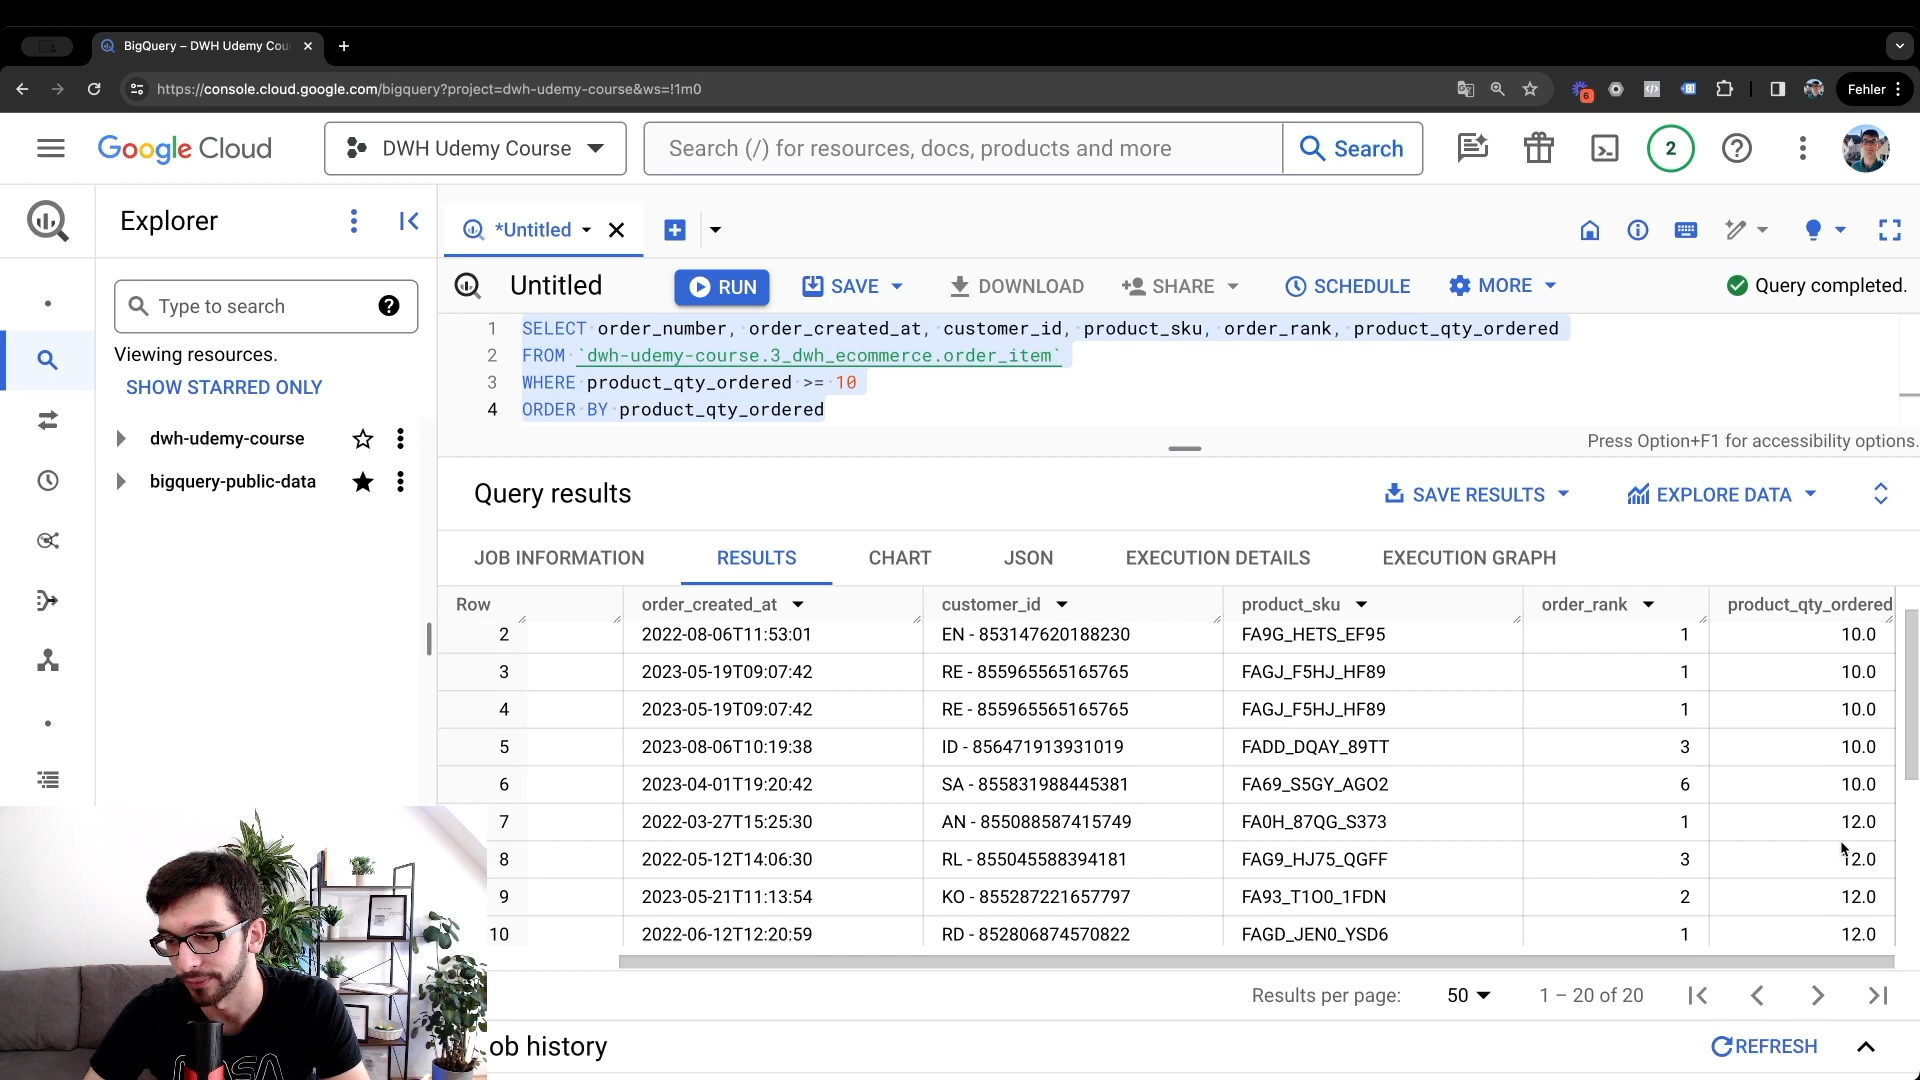 BigQuery – DWH Udemy Cou
https://console.cloud.google.com/bigquery?project=dwh-udemy-course&ws=!1m0
6
Fehler
Google Cloud
DWH Udemy Course
Search (/) for resources, docs, products and more
Search
2
Explorer
*Untitled
Untitled
RUN
SAVE
DOWNLOAD
SHARE
SCHEDULE
MORE
Query completed.
Type to search
Viewing resources.
SHOW STARRED ONLY
dwh-udemy-course
bigquery-public-data
1 SELECT order_number, order_created_at, customer_id, product_sku, order_rank, product_qty_ordered
2 FROM `dwh-udemy-course.3_dwh_ecommerce.order_item`
3 WHERE product_qty_ordered >= 10
4 ORDER BY product_qty_ordered
Press Option+F1 for accessibility options.
Query results
SAVE RESULTS
EXPLORE DATA
JOB INFORMATION RESULTS CHART JSON EXECUTION DETAILS EXECUTION GRAPH
Row order_created_at customer_id product_sku order_rank product_qty_ordered
2 2022-08-06T11:53:01 EN - 853147620188230 FA9G_HETS_EF95 1 10.0
3 2023-05-19T09:07:42 RE - 855965565165765 FAGJ_F5HJ_HF89 1 10.0
4 2023-05-19T09:07:42 RE - 855965565165765 FAGJ_F5HJ_HF89 1 10.0
5 2023-08-06T10:19:38 ID - 856471913931019 FADD_DQAY_89TT 3 10.0
6 2023-04-01T19:20:42 SA - 855831988445381 FA69_S5GY_AGO2 6 10.0
7 2022-03-27T15:25:30 AN - 855088587415749 FA0H_87QG_S373 1 12.0
8 2022-05-12T14:06:30 RL - 855045588394181 FAG9_HJ75_QGFF 3 12.0
9 2023-05-21T11:13:54 KO - 855287221657797 FA93_T1O0_1FDN 2 12.0
10 2022-06-12T12:20:59 RD - 852806874570822 FAGD_JEN0_YSD6 1 12.0
Results per page: 50 1 – 20 of 20
ob history
REFRESH